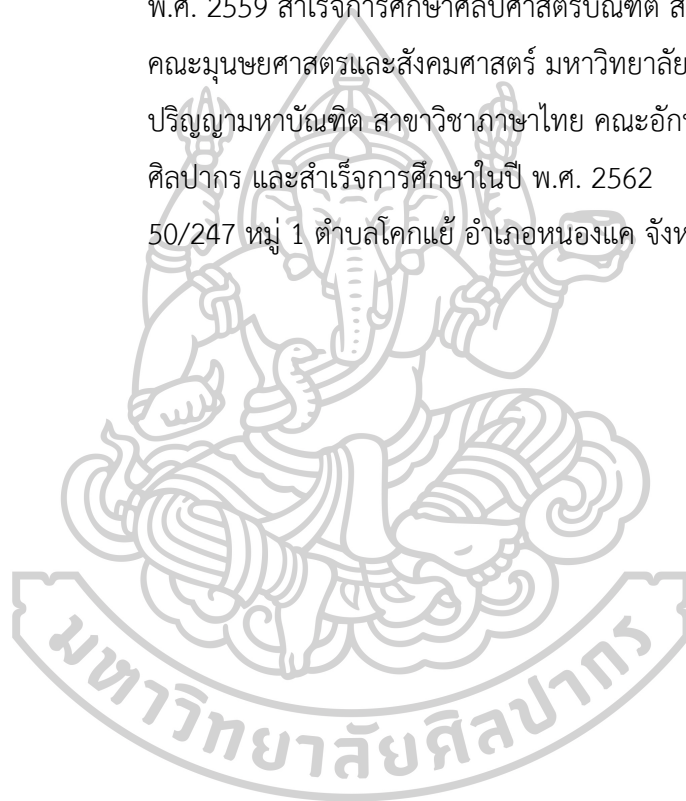 พ.ศ. 2559 สำเร็จการศึกษาศิลปศาสตรบัณฑิต
คณะมนุษยศาสตรและสังคมศาสตร์ มหาวิทยาลัย
ปริญญามหาบัณฑิต สาขาวิชาภาษาไทย
ศิลปากร และสำเร็จการศึกษาในปี พ.ศ. 2562
50/247 หมู่ 1 ตำบลโคกแย้ อำเภอหนองแค
มหาวิทยาลัยศิลปากร